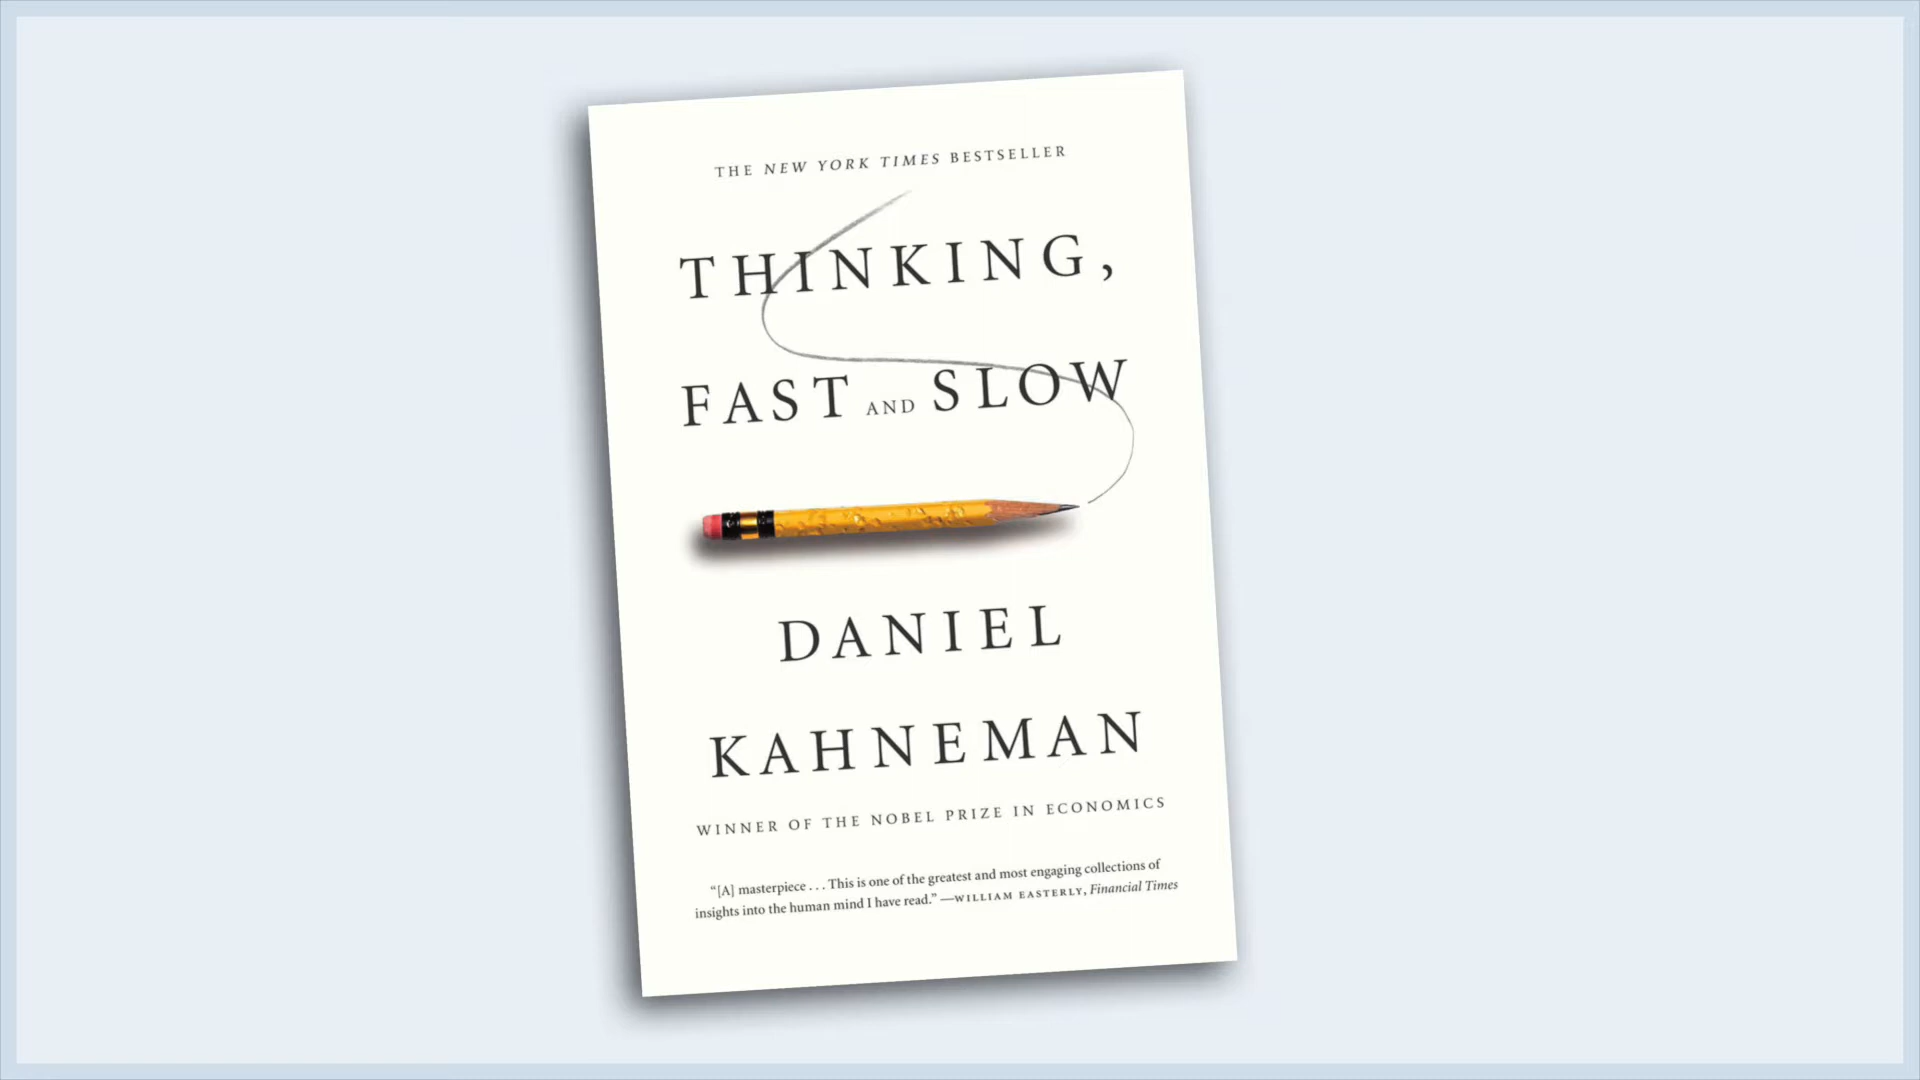 THE NEW YORK TIMES BESTSELLER
THINKING,
FAST AND SLOW
DANIEL
KAHNEMAN
WINNER OF THE NOBEL PRIZE IN ECONOMICS
“[A] masterpiece . . . This is one of the greatest and most engaging collections of
insights into the human mind I have read.” —WILLIAM EASTERLY, Financial Times